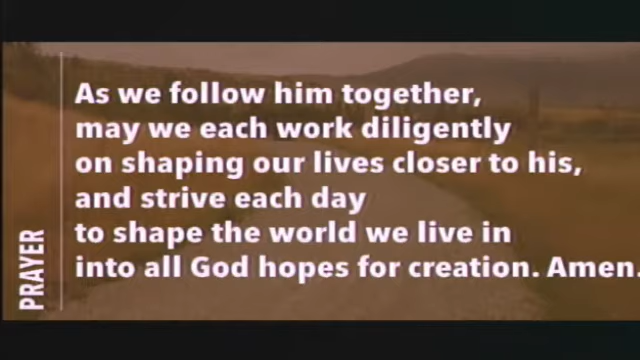 As we follow him together,
may we each work diligently
on shaping our lives closer to his,
and strive each day
to shape the world we live in
into all God hopes for creation. Amen.
PRAYER